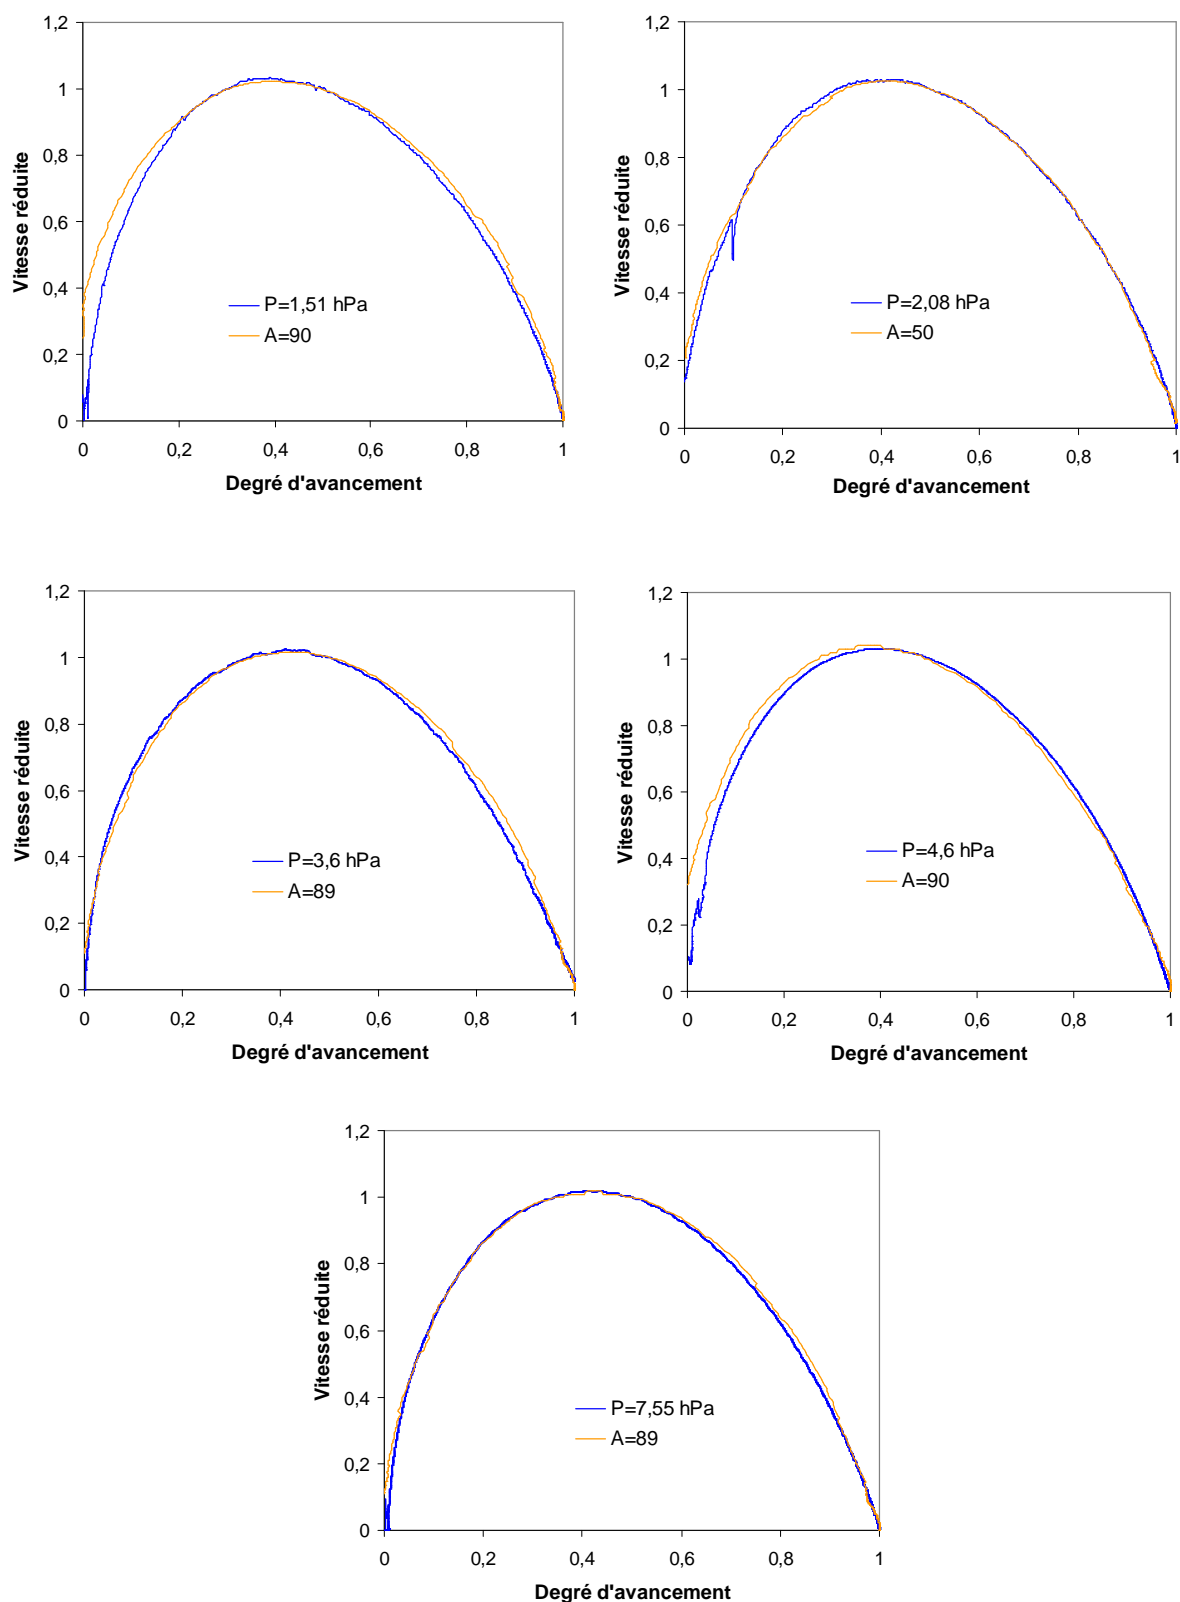 1,2
1
0,8
0,6
0,4
0,2
0
Vitesse réduite
P=1,51 hPa
A=90
0 0,2 0,4 0,6 0,8 1
Degré d'avancement
1,2
1
0,8
0,6
0,4
0,2
0
Vitesse réduite
P=2,08 hPa
A=50
0 0,2 0,4 0,6 0,8 1
Degré d'avancement
1,2
1
0,8
0,6
0,4
0,2
0
Vitesse réduite
P=3,6 hPa
A=89
0 0,2 0,4 0,6 0,8 1
Degré d'avancement
1,2
1
0,8
0,6
0,4
0,2
0
Vitesse réduite
P=4,6 hPa
A=90
0 0,2 0,4 0,6 0,8 1
Degré d'avancement
1,2
1
0,8
0,6
0,4
0,2
0
Vitesse réduite
P=7,55 hPa
A=89
0 0,2 0,4 0,6 0,8 1
Degré d'avancement